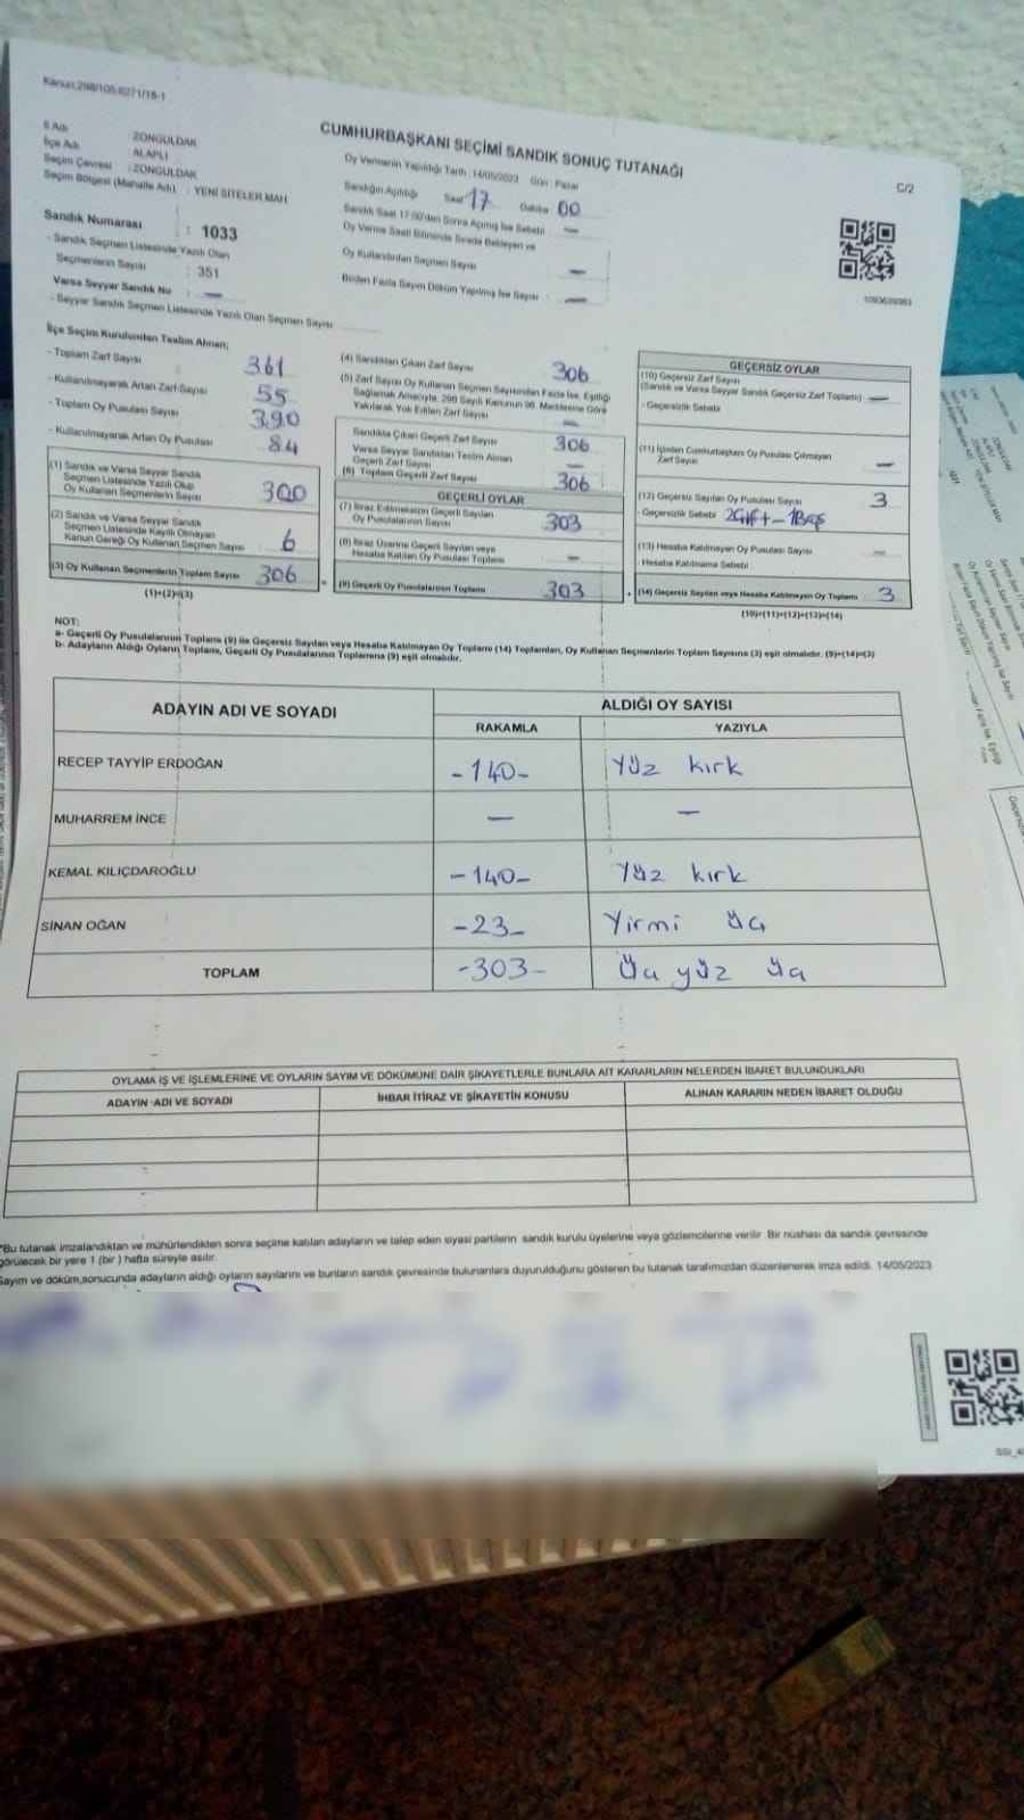 Kanun:298/105-6271/18-1
CUMHURBAŞKANI SEÇİMİ SANDIK SONUÇ TUTANAĞI
C/2
İl Adı ZONGULDAK
İlçe Adı ALAPLI
Seçim Çevresi : ZONGULDAK
Seçim Bölgesi (Mahalle Adı) : YENİ SİTELER MAH.
Oy Vermenin Yapıldığı Tarih : 14/05/2023 Gün : Pazar
Sandığın Açıldığı Saat 17 Dakika 00
Sandık Saat 17.00'den Sonra Açılmış İse Sebebi —
Oy Verme Saati Bitiminde Sırada Bekleyen ve
Oy Kullandırılan Seçmen Sayısı —
Birden Fazla Sayım Döküm Yapılmış İse Sayısı —
Sandık Numarası : 1033
- Sandık Seçmen Listesinde Yazılı Olan
Seçmenlerin Sayısı : 351
Varsa Seyyar Sandık No —
- Seyyar Sandık Seçmen Listesinde Yazılı Olan Seçmen Sayısı
İlçe Seçim Kurulundan Teslim Alınan;
- Toplam Zarf Sayısı 361
- Kullanılmayarak Artan Zarf Sayısı 55
- Toplam Oy Pusulası Sayısı 390
- Kullanılmayarak Artan Oy Pusulası 84
(1) Sandık ve Varsa Seyyar Sandık
Seçmen Listesinde Yazılı Olup
Oy Kullanan Seçmenlerin Sayısı 300
(2) Sandık ve Varsa Seyyar Sandık
Seçmen Listesinde Kayıtlı Olmayan
Kanun Gereği Oy Kullanan Seçmen Sayısı 6
(3) Oy Kullanan Seçmenlerin Toplam Sayısı 306
(1)+(2)=(3)
(4) Sandıktan Çıkan Zarf Sayısı 306
(5) Zarf Sayısı Oy Kullanan Seçmen Sayısından Fazla İse, Eşitliği
Sağlamak Amacıyla, 298 Sayılı Kanunun 98. Maddesine Göre
Yakılarak Yok Edilen Zarf Sayısı —
Sandıkta Çıkan Geçerli Zarf Sayısı 306
Varsa Seyyar Sandıktan Teslim Alınan
Geçerli Zarf Sayısı —
(6) Toplam Geçerli Zarf Sayısı 306
GEÇERLİ OYLAR
(7) İtiraz Edilmeksizin Geçerli Sayılan
Oy Pusulalarının Sayısı 303
(8) İtiraz Üzerine Geçerli Sayılan veya
Hesaba Katılan Oy Pusulası Toplamı —
(9) Geçerli Oy Pusulalarının Toplamı 303
GEÇERSİZ OYLAR
(10) Geçersiz Zarf Sayısı
(Sandık ve Varsa Seyyar Sandık Geçersiz Zarf Toplamı) —
- Geçersizlik Sebebi
(11) İçinden Cumhurbaşkanı Oy Pusulası Çıkmayan
Zarf Sayısı —
(12) Geçersiz Sayılan Oy Pusulası Sayısı 3
- Geçersizlik Sebebi 2Çift - 1Boş
(13) Hesaba Katılmayan Oy Pusulası Sayısı —
- Hesaba Katılmama Sebebi
(14) Geçersiz Sayılan veya Hesaba Katılmayan Oy Toplamı 3
(10)+(11)+(12)+(13)=(14)
NOT:
a- Geçerli Oy Pusulalarının Toplamı (9) ile Geçersiz Sayılan veya Hesaba Katılmayan Oy Toplamı (14) Toplamları, Oy Kullanan Seçmenlerin Toplam Sayısına (3) eşit olmalıdır. (9)+(14)=(3)
b- Adayların Aldığı Oyların Toplamı, Geçerli Oy Pusulalarının Toplamına (9) eşit olmalıdır.
ADAYIN ADI VE SOYADI ALDIĞI OY SAYISI
RAKAMLA YAZIYLA
RECEP TAYYİP ERDOĞAN -140- Yüz kırk
MUHARREM İNCE — —
KEMAL KILIÇDAROĞLU -140- Yüz kırk
SİNAN OĞAN -23- Yirmi üç
TOPLAM -303- Üç yüz üç
OYLAMA İŞ VE İŞLEMLERİNE VE OYLARIN SAYIM VE DÖKÜMÜNE DAİR ŞİKAYETLERLE BUNLARA AİT KARARLARIN NELERDEN İBARET BULUNDUKLARI
ADAYIN ADI VE SOYADI İHBAR İTİRAZ VE ŞİKAYETİN KONUSU ALINAN KARARIN NEDEN İBARET OLDUĞU
*Bu tutanak imzalandıktan ve mühürlendikten sonra seçime katılan adayların ve talep eden siyasi partilerin sandık kurulu üyelerine veya gözlemcilerine verilir. Bir nüshası da sandık çevresinde
görülecek bir yere 1 (bir) hafta süreyle asılır.
Sayım ve döküm,sonucunda adayların aldığı oyların sayılarını ve bunların sandık çevresinde bulunanlara duyurulduğunu gösteren bu tutanak tarafımızdan düzenlenerek imza edildi. 14/05/2023